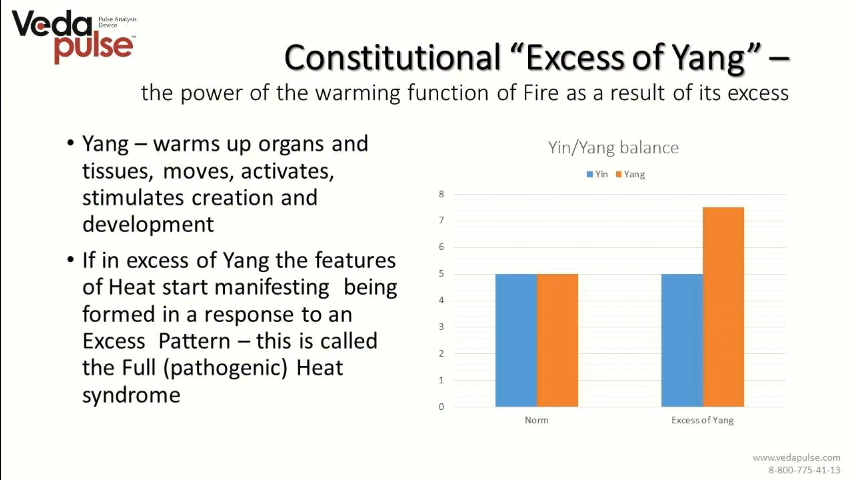 Veda
pulse™
Pulse Analysis
Device
Constitutional “Excess of Yang” –
the power of the warming function of Fire as a result of its excess
• Yang – warms up organs and
tissues, moves, activates,
stimulates creation and
development
• If in excess of Yang the features
of Heat start manifesting being
formed in a response to an
Excess Pattern – this is called
the Full (pathogenic) Heat
syndrome
Yin/Yang balance
Yin Yang
8
7
6
5
4
3
2
1
0
Norm Excess of Yang
www.vedapulse.com
8-800-775-41-13